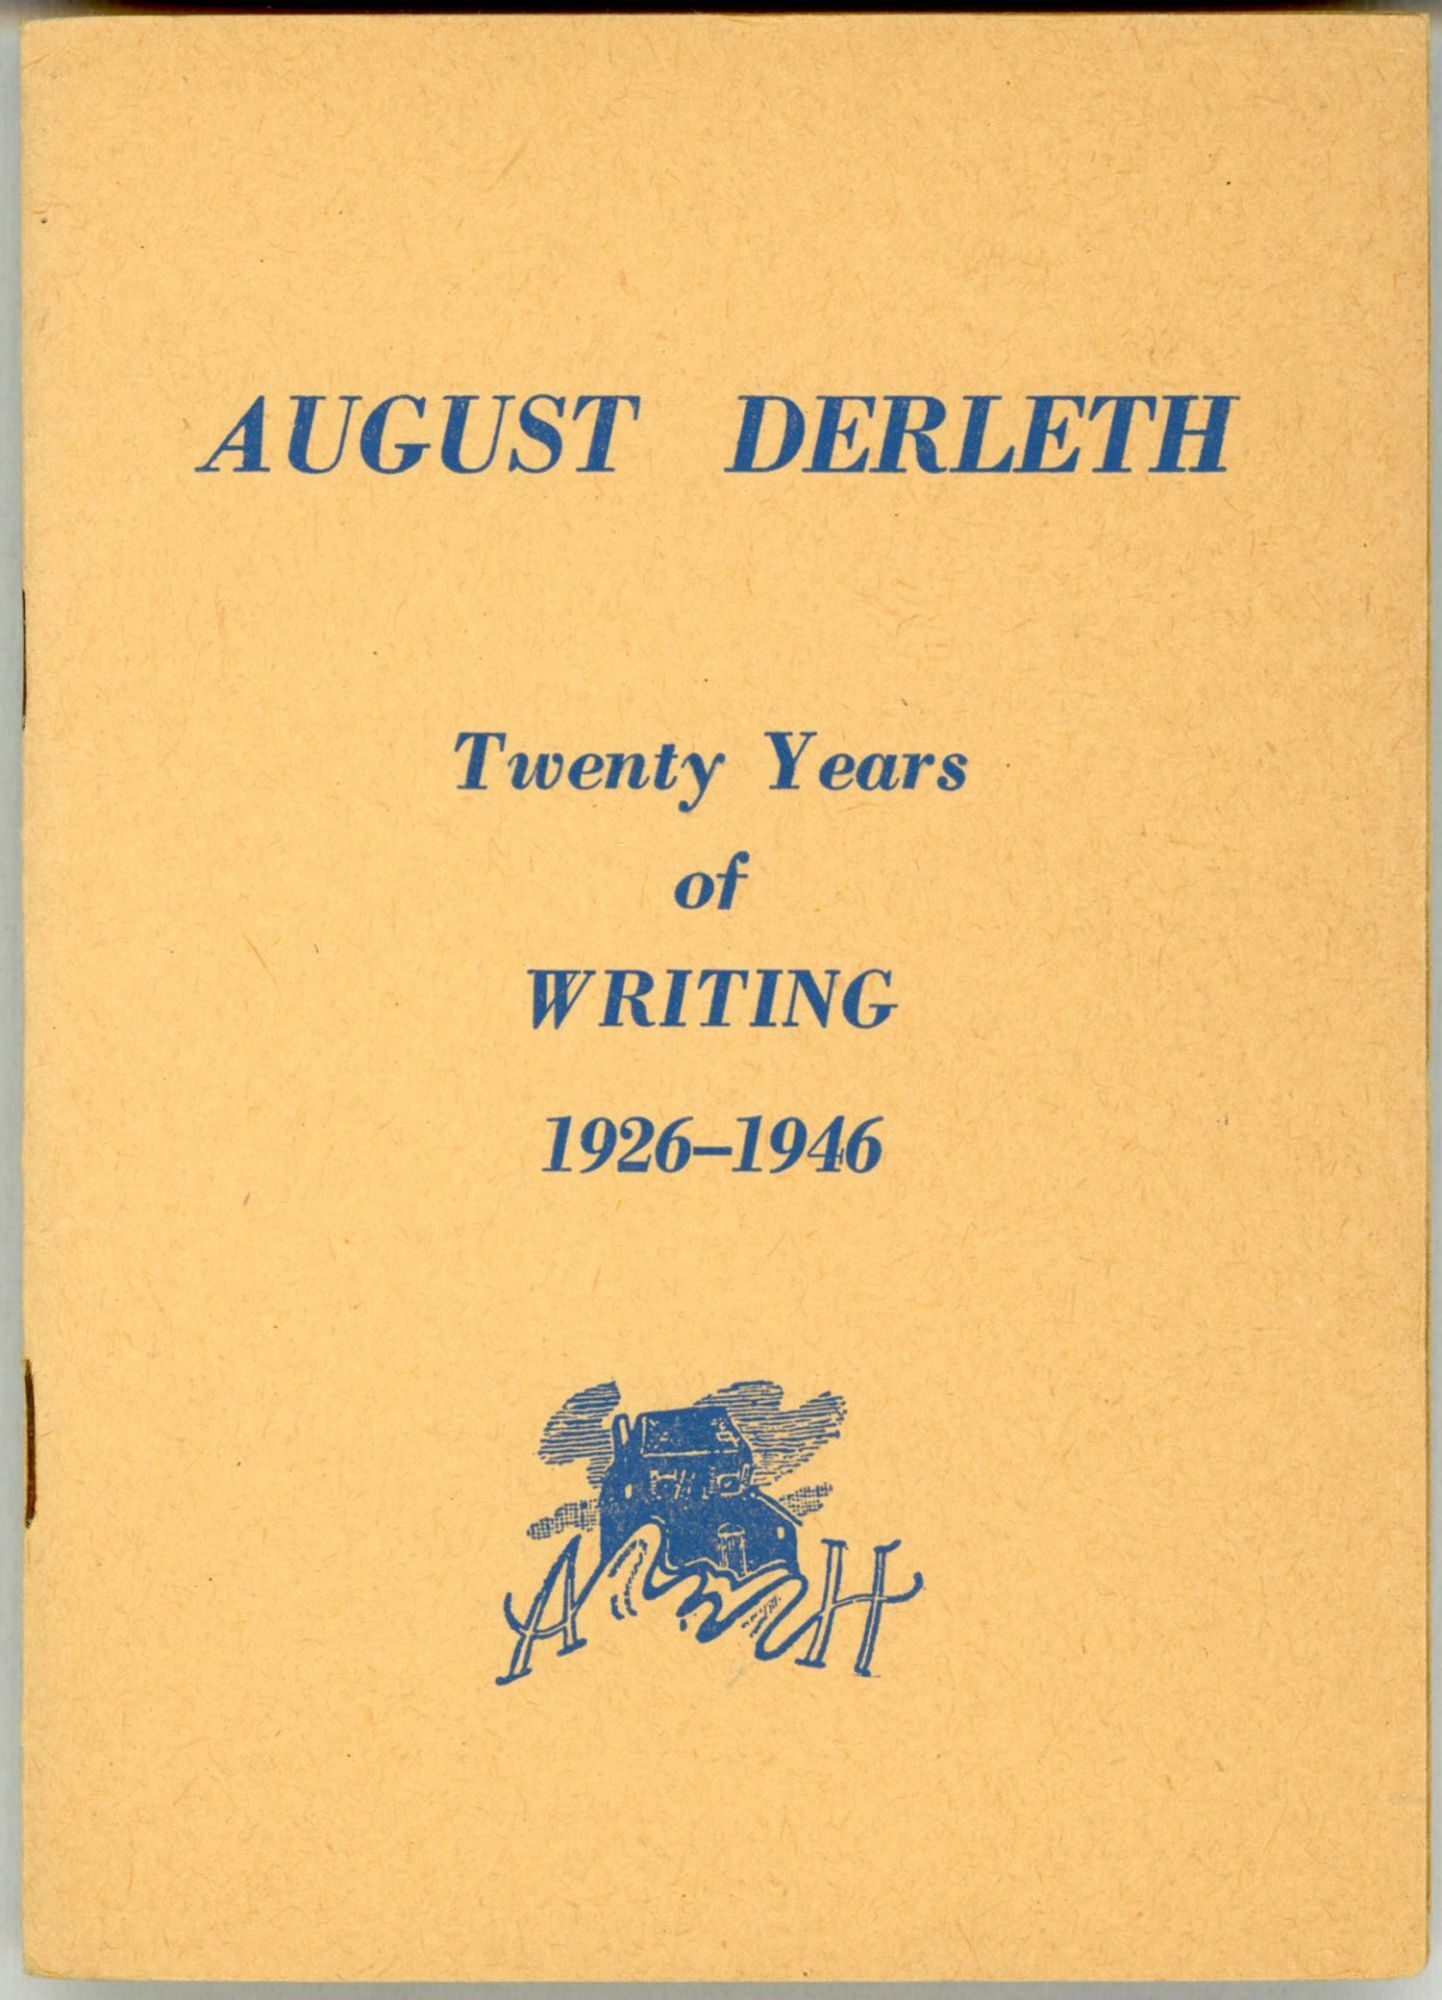 AUGUST DERLETH
Twenty Years
of
WRITING
1926–1946
A H